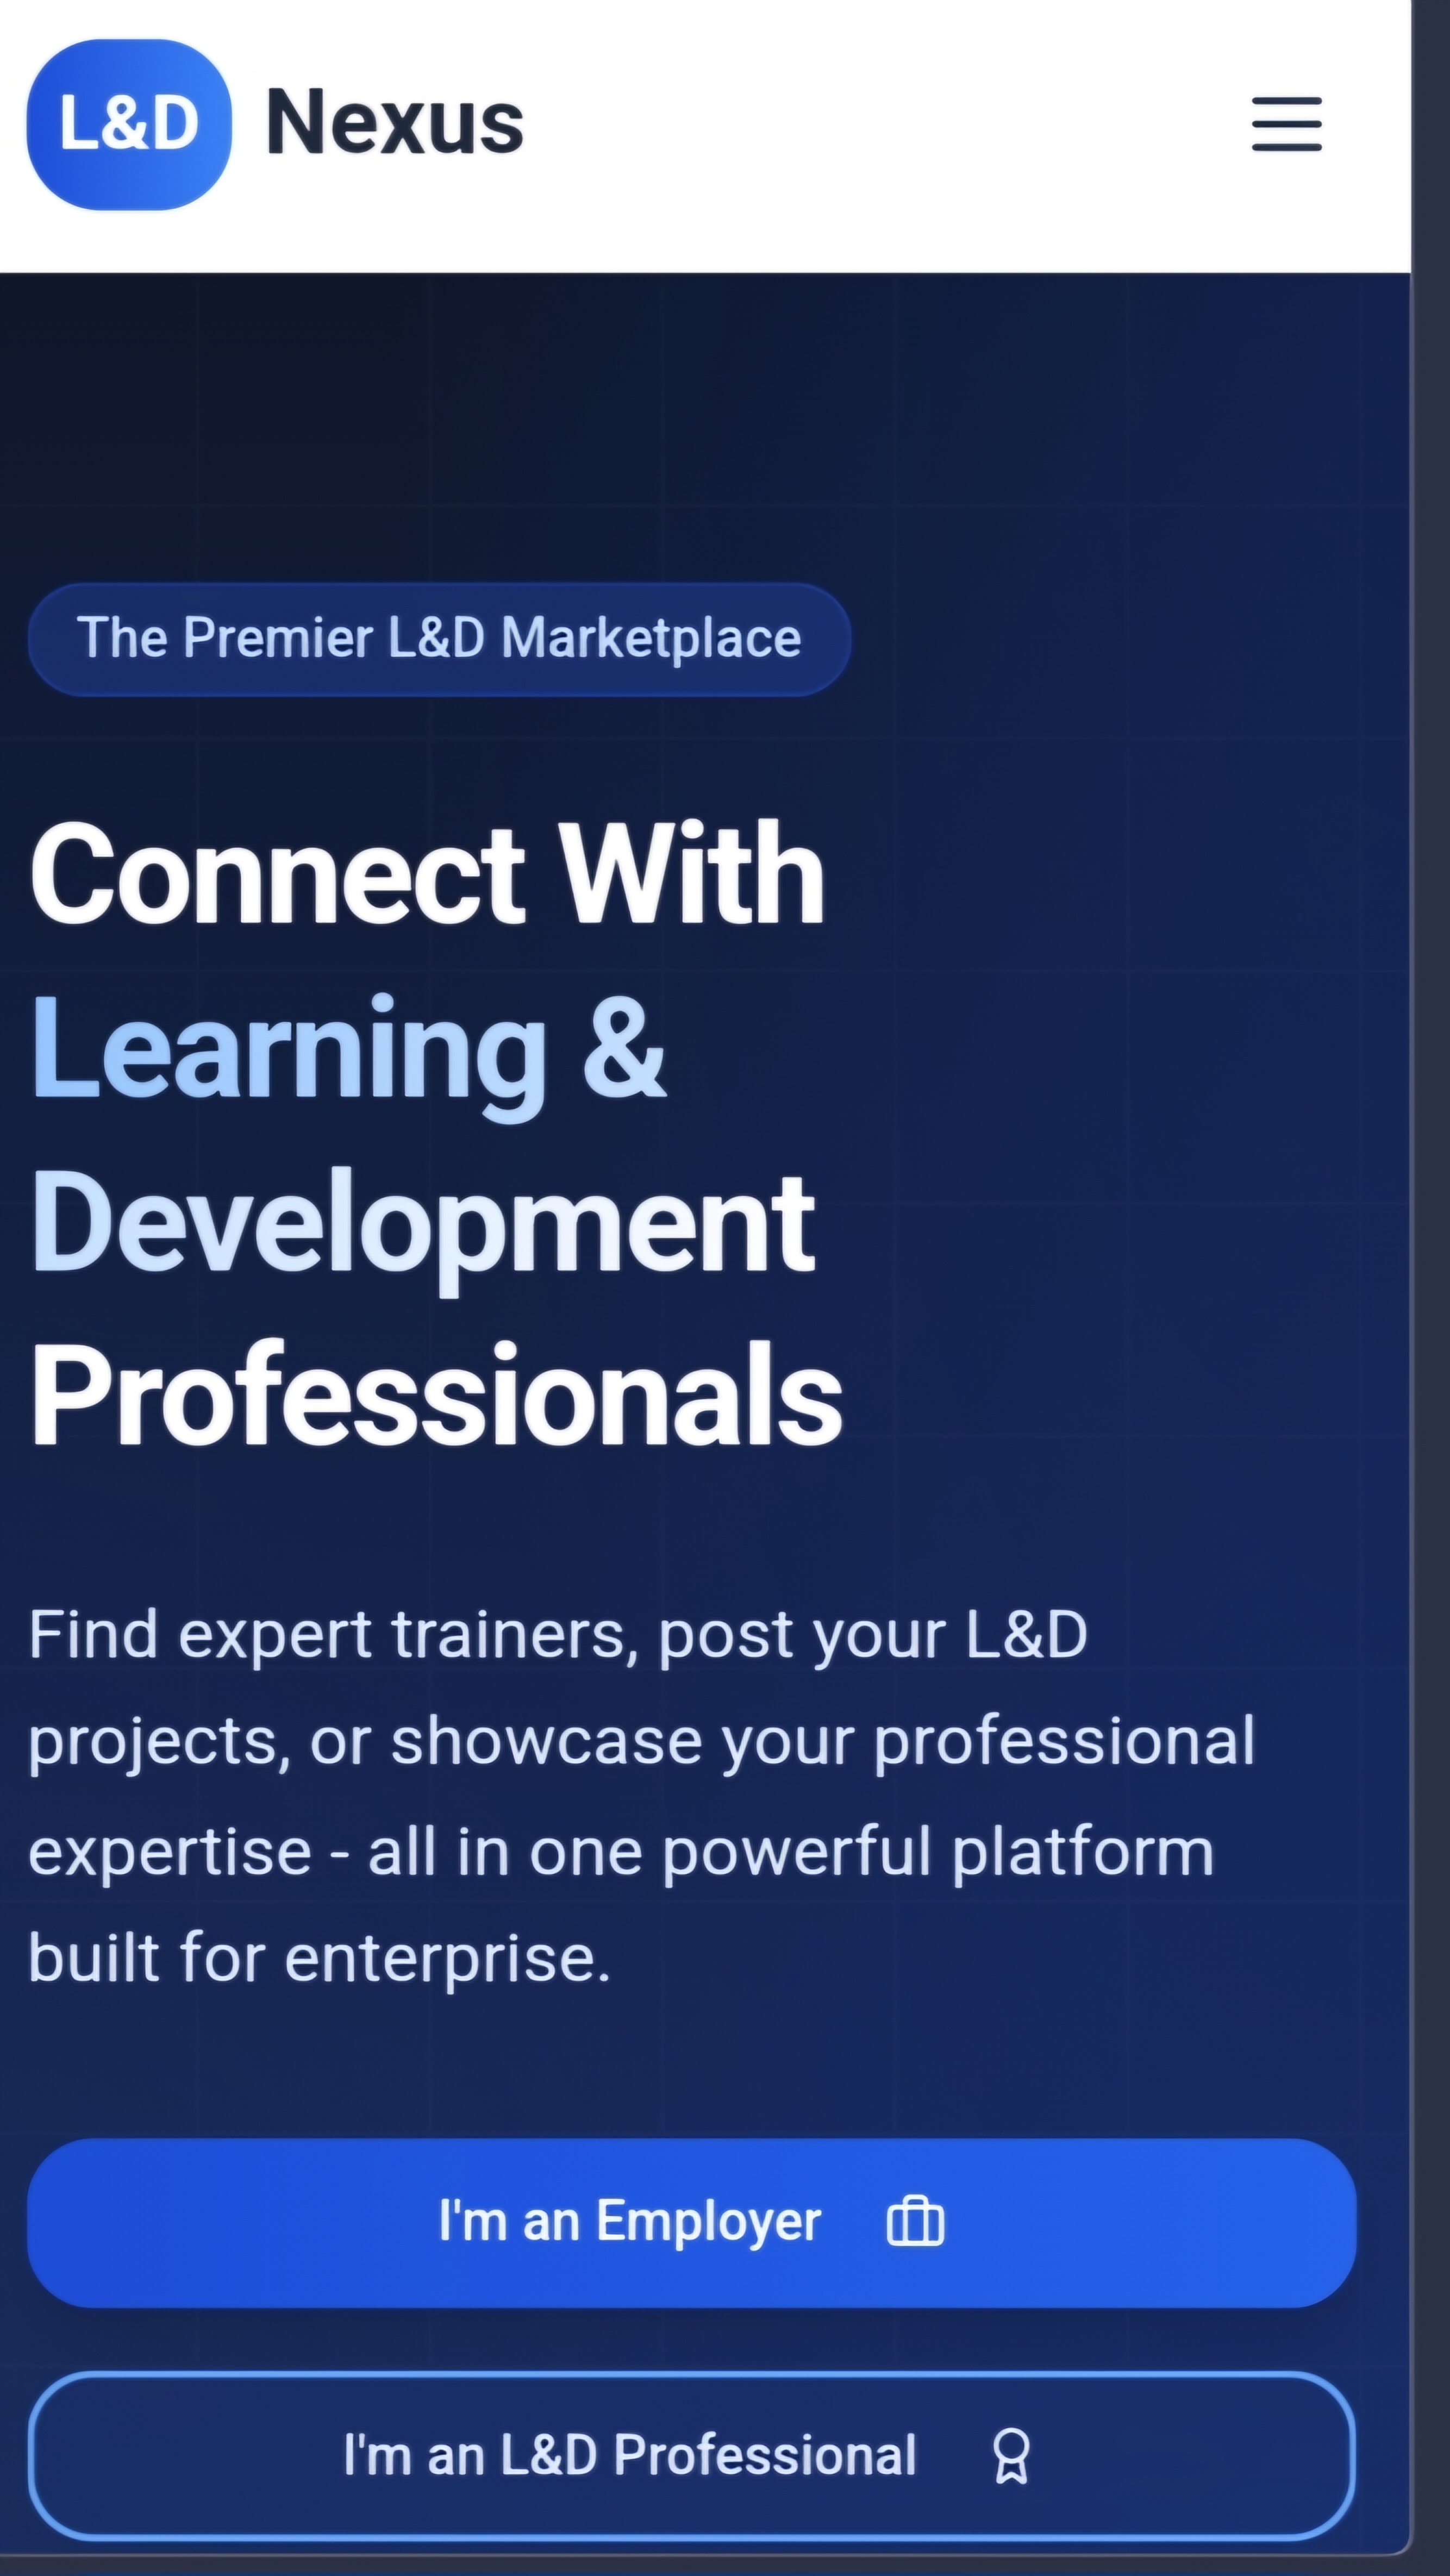 L&D Nexus
The Premier L&D Marketplace
Connect With
Learning &
Development
Professionals
Find expert trainers, post your L&D
projects, or showcase your professional
expertise - all in one powerful platform
built for enterprise.
I'm an Employer
I'm an L&D Professional